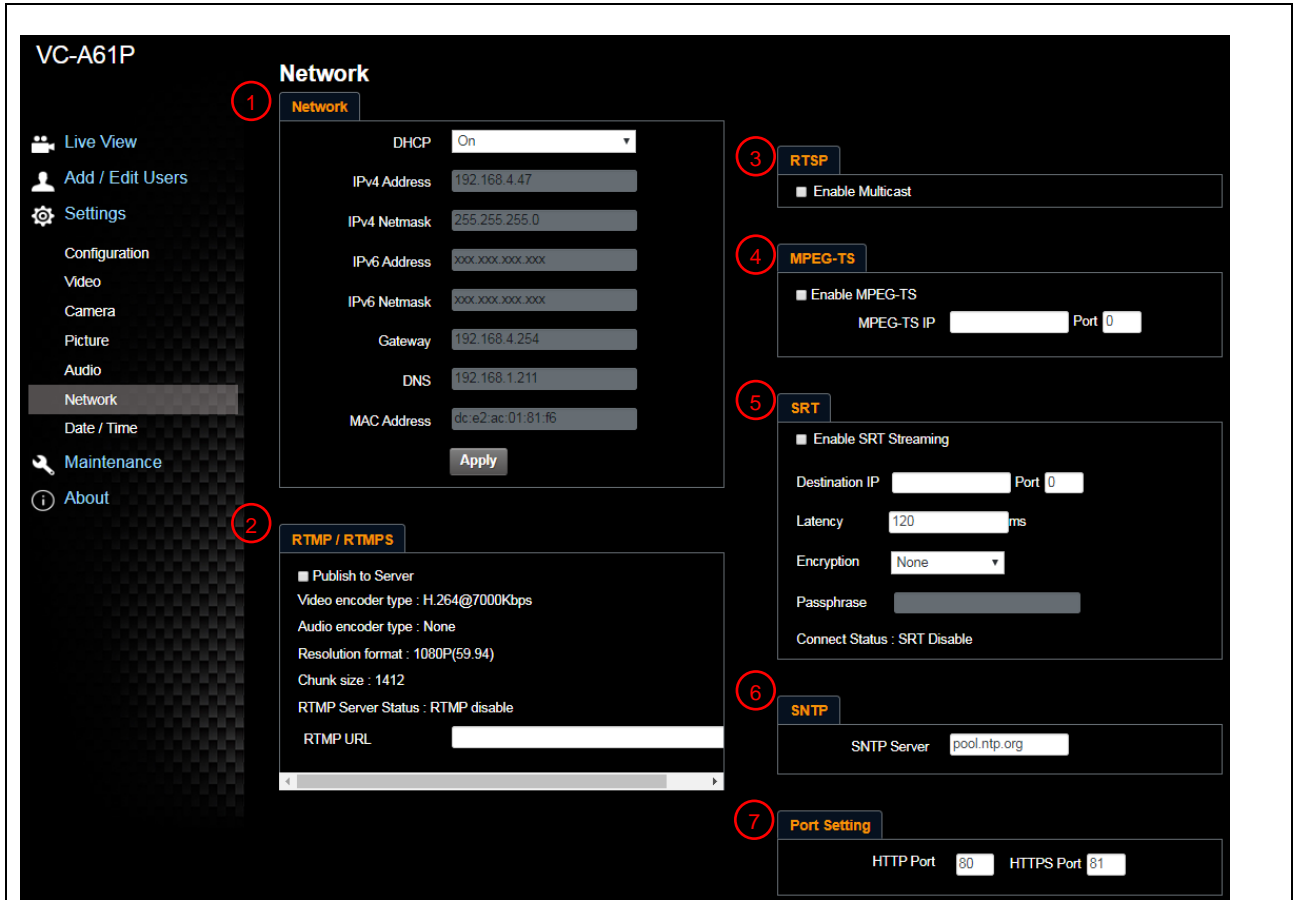 VC-A61P
Live View
Add / Edit Users
Settings
Configuration
Video
Camera
Picture
Audio
Network
Date / Time
Maintenance
About
Network
1
Network
DHCP On
IPv4 Address 192.168.4.47
IPv4 Netmask 255.255.255.0
IPv6 Address xxx.xxx.xxx.xxx
IPv6 Netmask xxx.xxx.xxx.xxx
Gateway 192.168.4.254
DNS 192.168.1.211
MAC Address dc:e2:ac:01:81:f6
Apply
2
RTMP / RTMPS
Publish to Server
Video encoder type : H.264@7000Kbps
Audio encoder type : None
Resolution format : 1080P(59.94)
Chunk size : 1412
RTMP Server Status : RTMP disable
RTMP URL
3
RTSP
Enable Multicast
4
MPEG-TS
Enable MPEG-TS
MPEG-TS IP Port 0
5
SRT
Enable SRT Streaming
Destination IP Port 0
Latency 120 ms
Encryption None
Passphrase
Connect Status : SRT Disable
6
SNTP
SNTP Server pool.ntp.org
7
Port Setting
HTTP Port 80 HTTPS Port 81